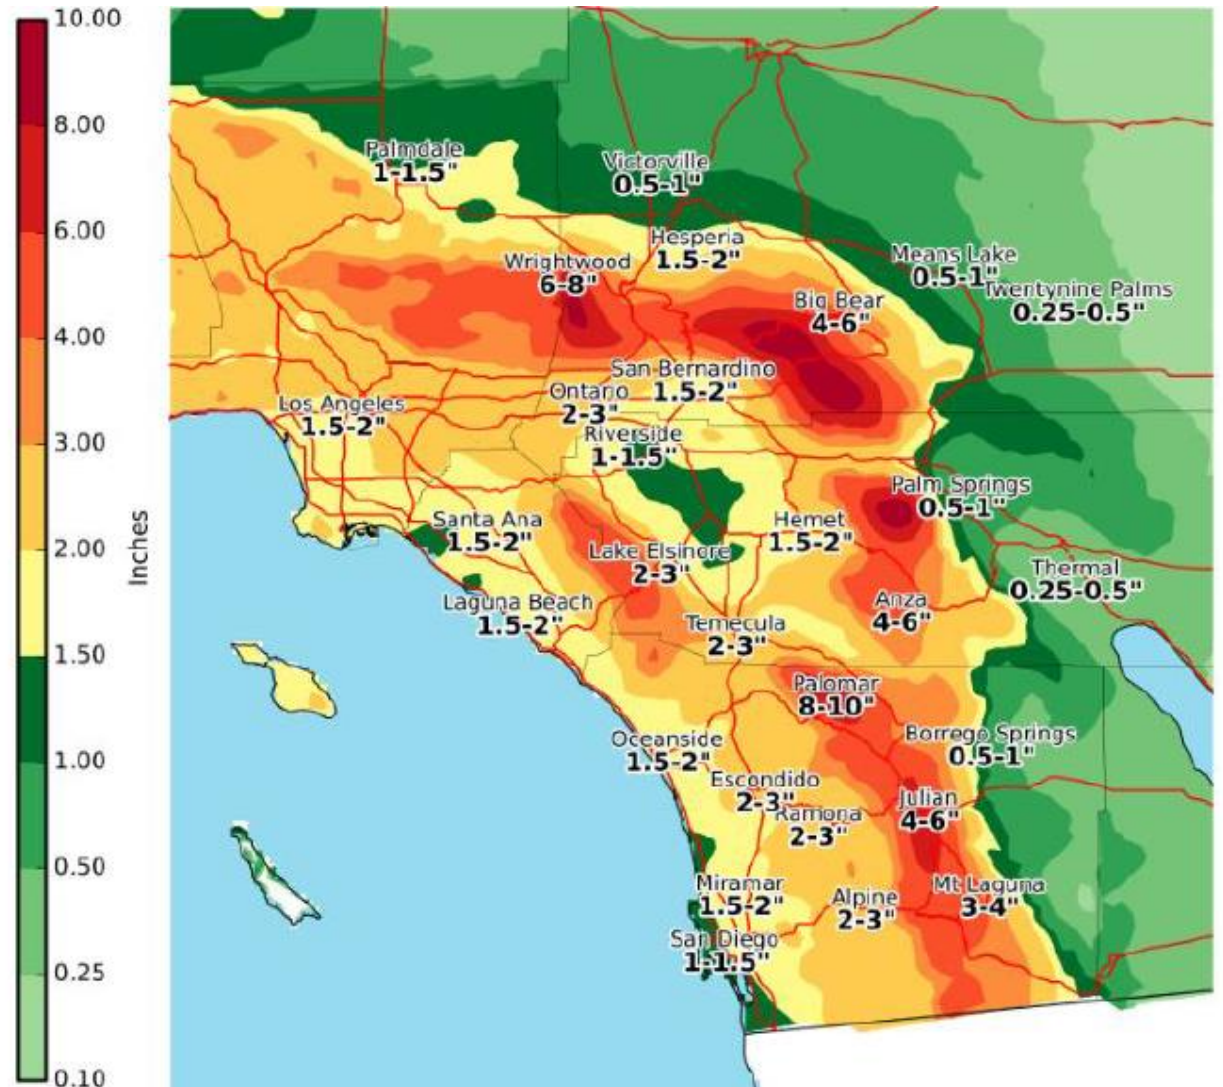 10.00
8.00
6.00
4.00
3.00
2.00
1.50
1.00
0.50
0.25
0.10
Inches
Palmdale
1-1.5"
Victorville
0.5-1"
Hesperia
1.5-2"
Wrightwood
6-8"
Means Lake
0.5-1"
Twentynine Palms
0.25-0.5"
Big Bear
4-6"
San Bernardino
1.5-2"
Ontario
2-3"
Los Angeles
1.5-2"
Riverside
1-1.5"
Palm Springs
0.5-1"
Santa Ana
1.5-2"
Hemet
1.5-2"
Lake Elsinore
2-3"
Thermal
0.25-0.5"
Laguna Beach
1.5-2"
Anza
4-6"
Temecula
2-3"
Palomar
8-10"
Oceanside
1.5-2"
Borrego Springs
0.5-1"
Escondido
2-3"
Ramona
2-3"
Julian
4-6"
Miramar
1.5-2"
Alpine
2-3"
Mt Laguna
3-4"
San Diego
1-1.5"